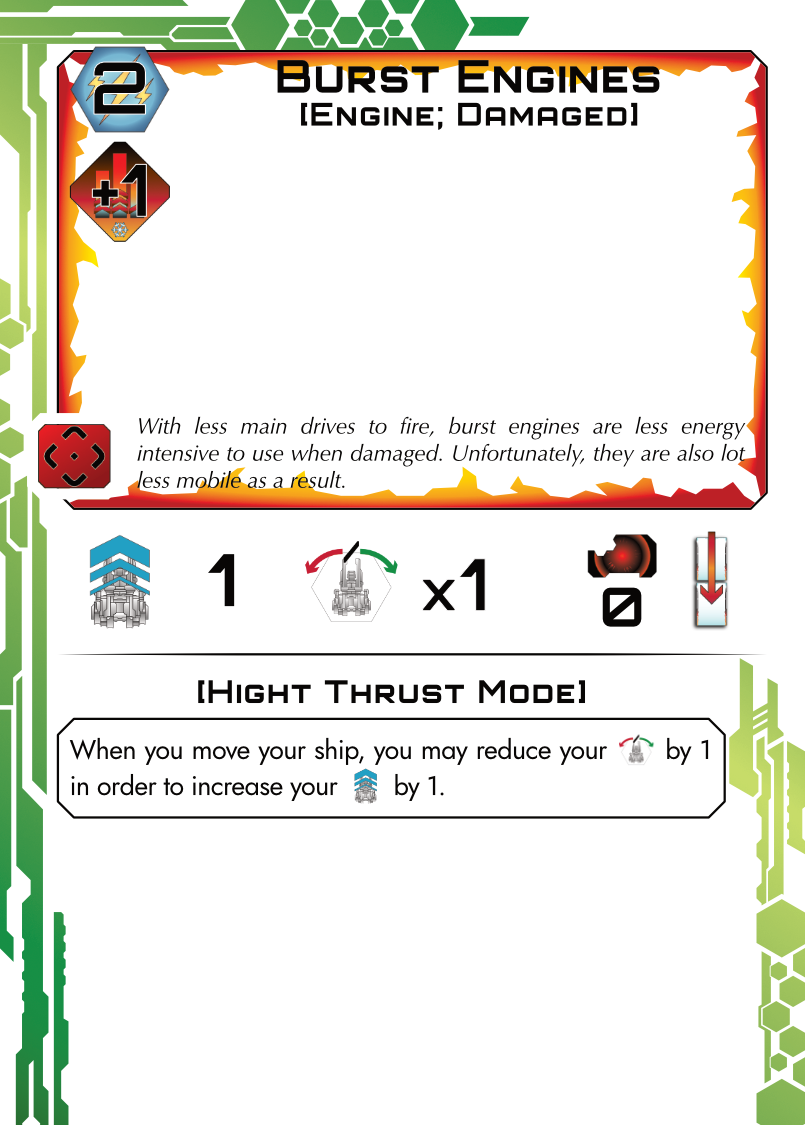 2
BURST ENGINES
[ENGINE; DAMAGED]
+1
With less main drives to fire, burst engines are less energy
intensive to use when damaged. Unfortunately, they are also lot
less mobile as a result.
1 x1 0
[HIGHT THRUST MODE]
When you move your ship, you may reduce your by 1
in order to increase your by 1.